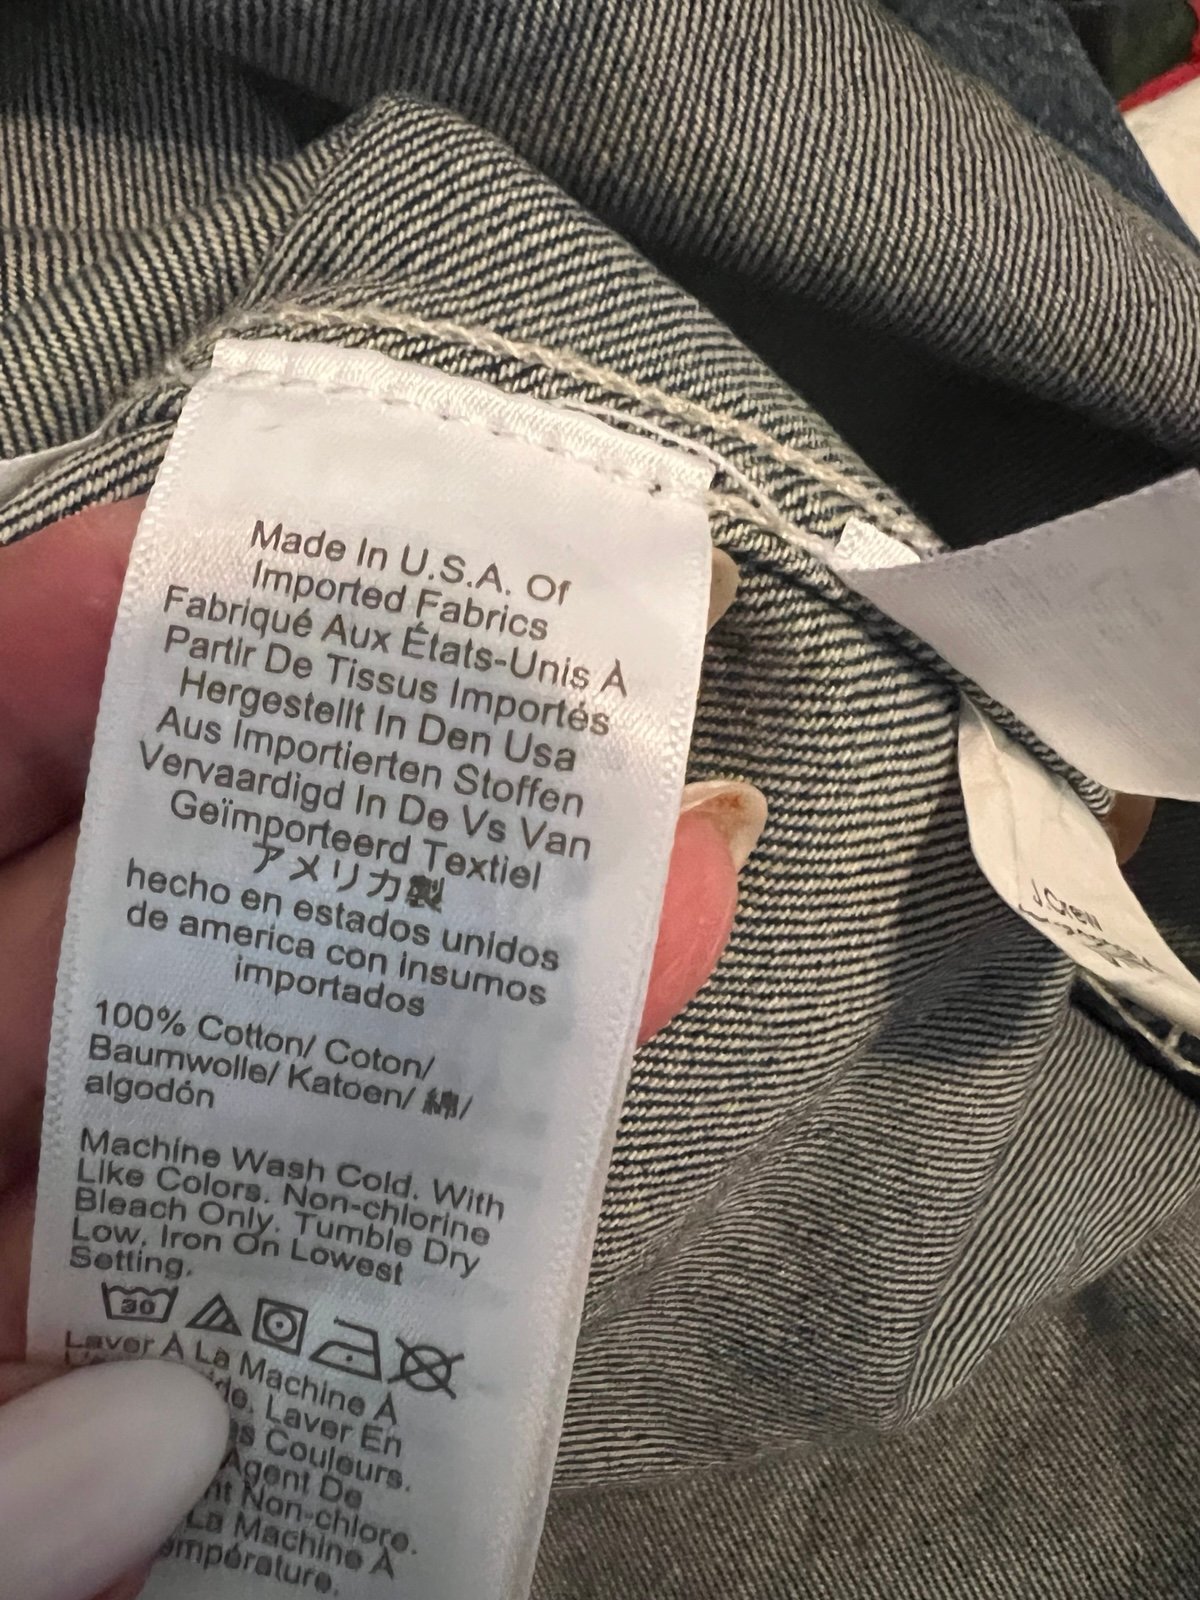 Made In U.S.A. Of
Imported Fabrics
Fabriqué Aux États-Unis À
Partir De Tissus Importés
Hergestellt In Den Usa
Aus Importierten Stoffen
Vervaardigd In De Vs Van
Geïmporteerd Textiel
アメリカ製
hecho en estados unidos
de america con insumos
importados
100% Cotton/ Coton/
Baumwolle/ Katoen/ 綿/
algodón
Machine Wash Cold. With
Like Colors. Non-chlorine
Bleach Only. Tumble Dry
Low. Iron On Lowest
Setting.
30
Laver À La Machine À
Laver En
Couleurs.
Agent De
Non-chlore.
La Machine À
J.Crew